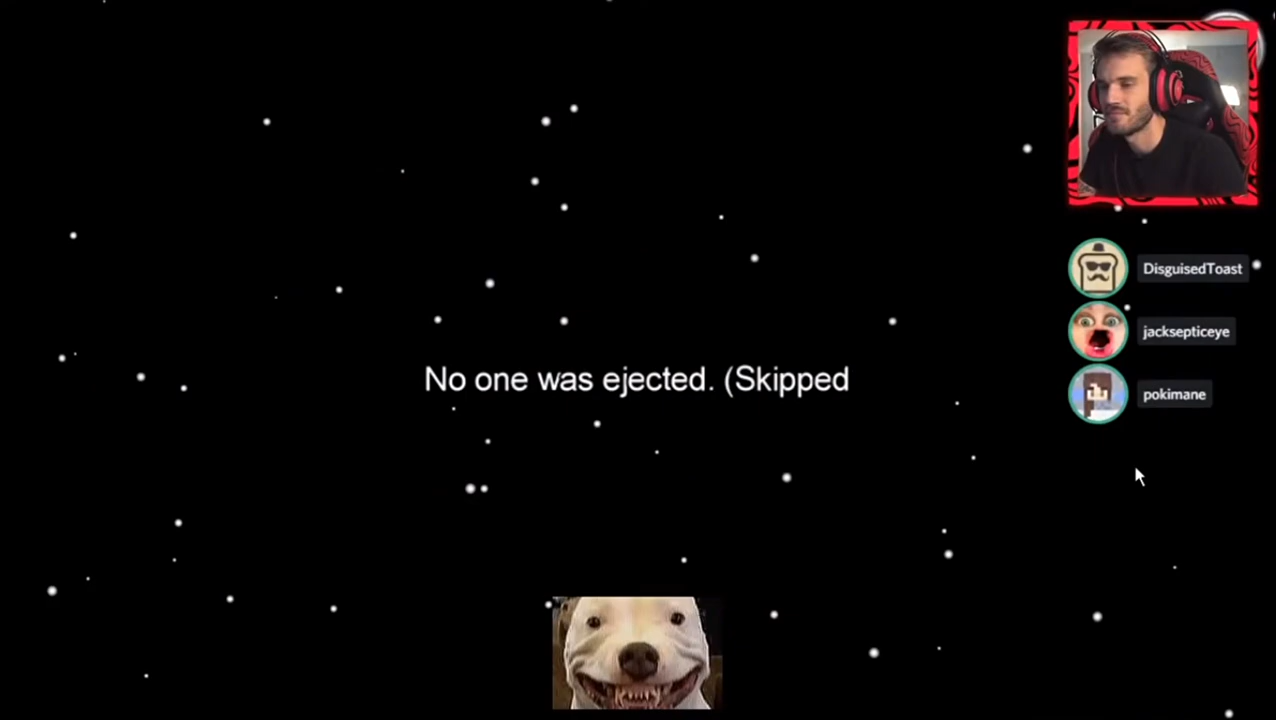 No one was ejected. (Skipped
DisguisedToast
jacksepticeye
pokimane